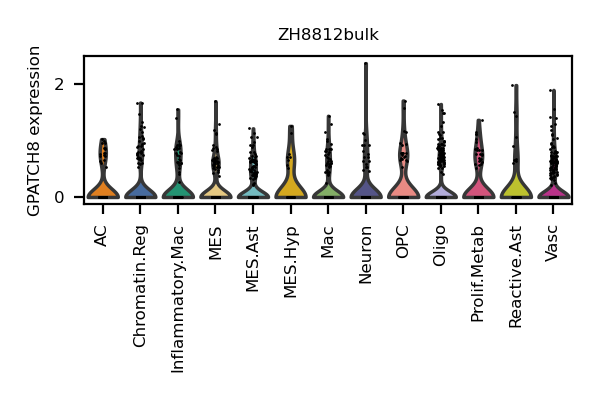 ZH8812bulk
GPATCH8 expression
2
0
AC
Chromatin.Reg
Inflammatory.Mac
MES
MES.Ast
MES.Hyp
Mac
Neuron
OPC
Oligo
Prolif.Metab
Reactive.Ast
Vasc